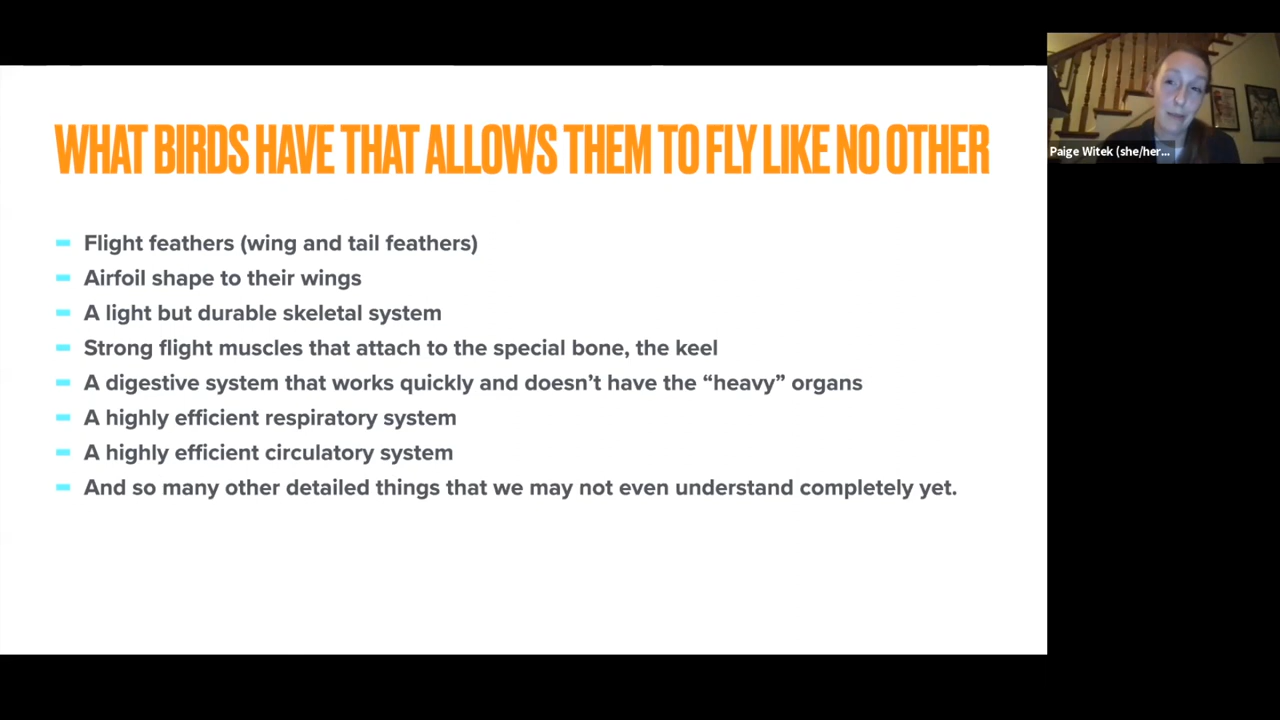 WHAT BIRDS HAVE THAT ALLOWS THEM TO FLY LIKE NO OTHER
Flight feathers (wing and tail feathers)
Airfoil shape to their wings
A light but durable skeletal system
Strong flight muscles that attach to the special bone, the keel
A digestive system that works quickly and doesn’t have the “heavy” organs
A highly efficient respiratory system
A highly efficient circulatory system
And so many other detailed things that we may not even understand completely yet.
Paige Witek (she/her...